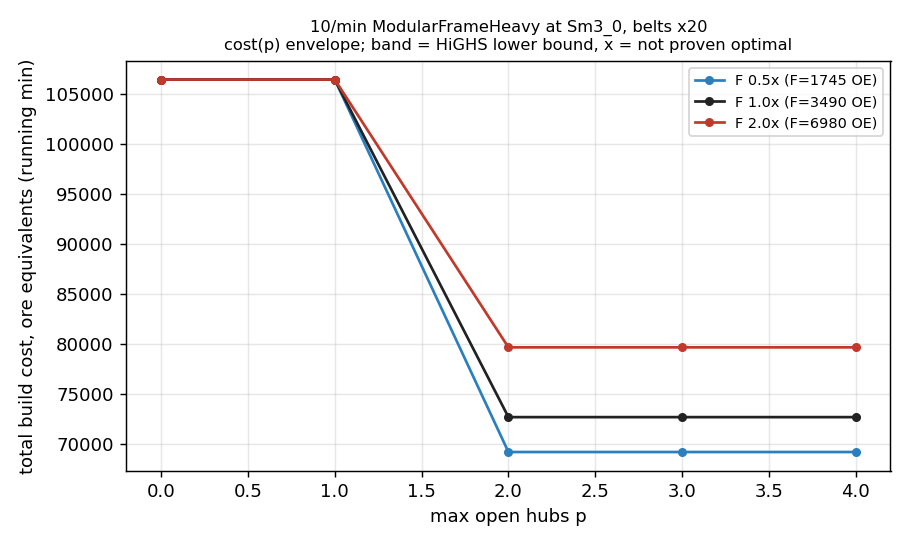 10/min ModularFrameHeavy at Sm3_0, belts x20
cost(p) envelope; band = HiGHS lower bound, x = not proven optimal
total build cost, ore equivalents (running min)
105000
100000
95000
90000
85000
80000
75000
70000
F 0.5x (F=1745 OE)
F 1.0x (F=3490 OE)
F 2.0x (F=6980 OE)
0.0 0.5 1.0 1.5 2.0 2.5 3.0 3.5 4.0
max open hubs p